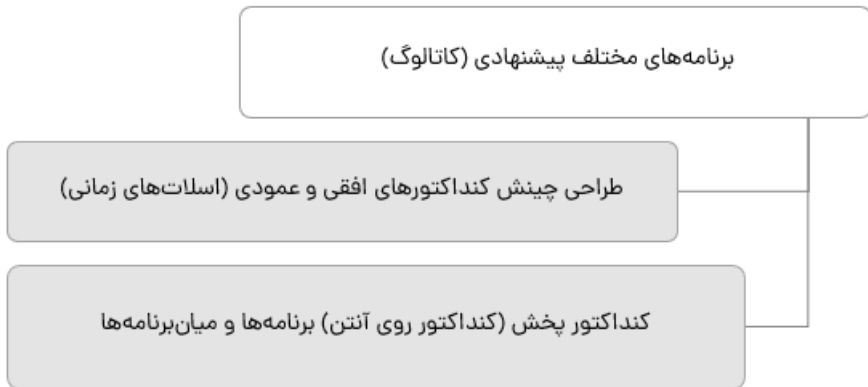 برنامه‌های مختلف پیشنهادی (کاتالوگ)
طراحی چینش کنداکتورهای افقی و عمودی (اسلات‌های زمانی)
کنداکتور پخش (کنداکتور روی آنتن) برنامه‌ها و میان‌برنامه‌ها